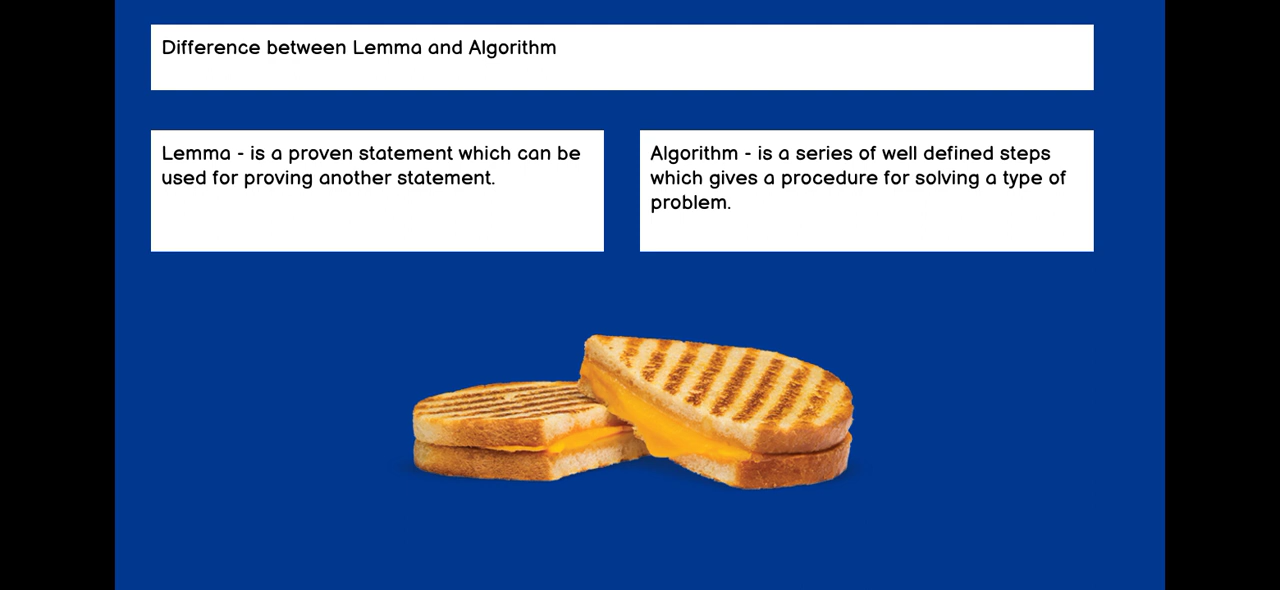 Difference between Lemma and Algorithm
Lemma - is a proven statement which can be
used for proving another statement.
Algorithm - is a series of well defined steps
which gives a procedure for solving a type of
problem.